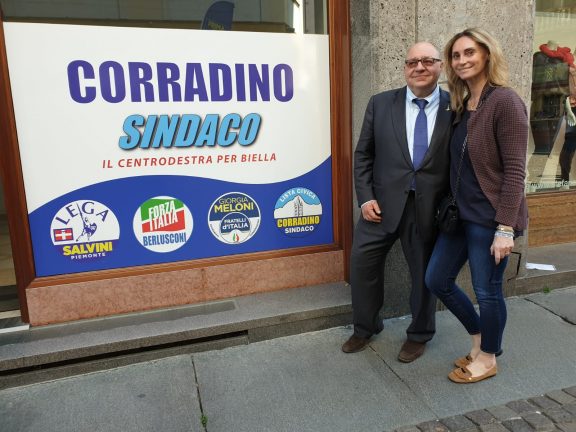 CORRADINO
SINDACO
IL CENTRODESTRA PER BIELLA
LEGA
SALVINI
PIEMONTE
FORZA
ITALIA
BERLUSCONI
GIORGIA
MELONI
FRATELLI
d'ITALIA
LISTA CIVICA
CORRADINO
SINDACO